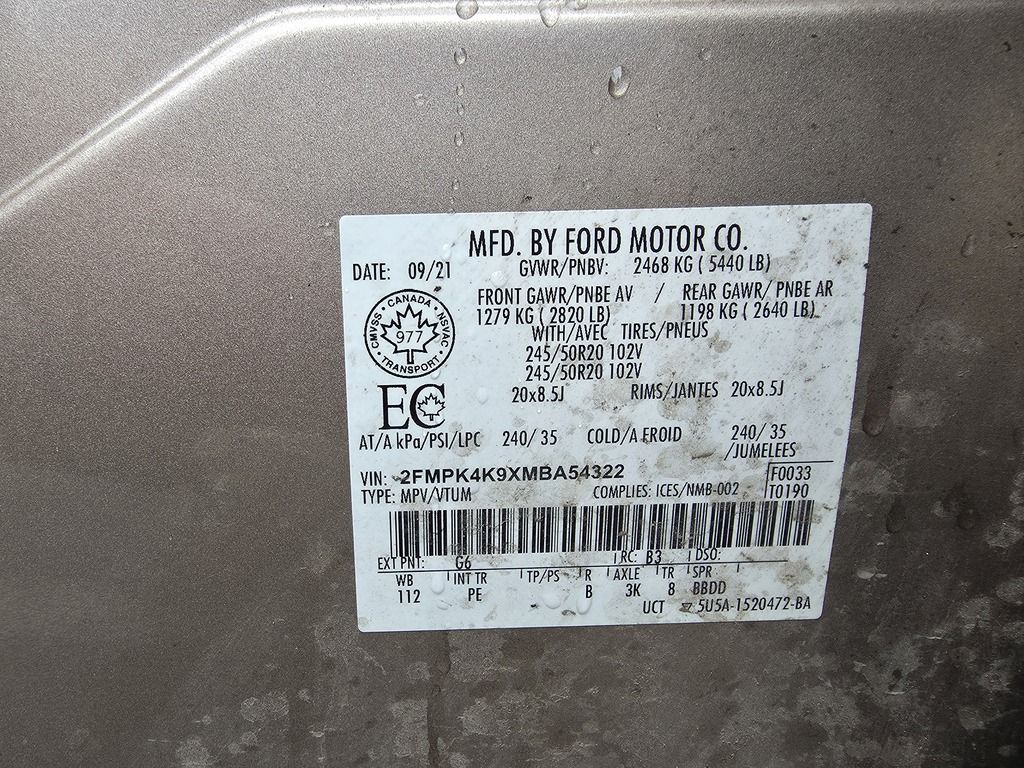 MFD. BY FORD MOTOR CO.
DATE: 09/21 GVWR/PNBV: 2468 KG ( 5440 LB)
FRONT GAWR/PNBE AV / REAR GAWR/ PNBE AR
1279 KG ( 2820 LB) 1198 KG ( 2640 LB)
WITH/AVEC TIRES/PNEUS
245/50R20 102V
245/50R20 102V
20x8.5J RIMS/JANTES 20x8.5J
CANADA
CMVSS 977 NSVAC
TRANSPORT
EC
AT/A kPa/PSI/LPC 240/ 35 COLD/A FROID 240/ 35
/JUMELEES
VIN: 2FMPK4K9XMBA54322 F0033
TYPE: MPV/VTUM COMPLIES: ICES/NMB-002 T0190
EXT PNT: G6 RC: B3 DSO:
WB INT TR TP/PS R AXLE TR SPR
112 PE B 3K 8 BBDD
UCT 5U5A-1520472-BA